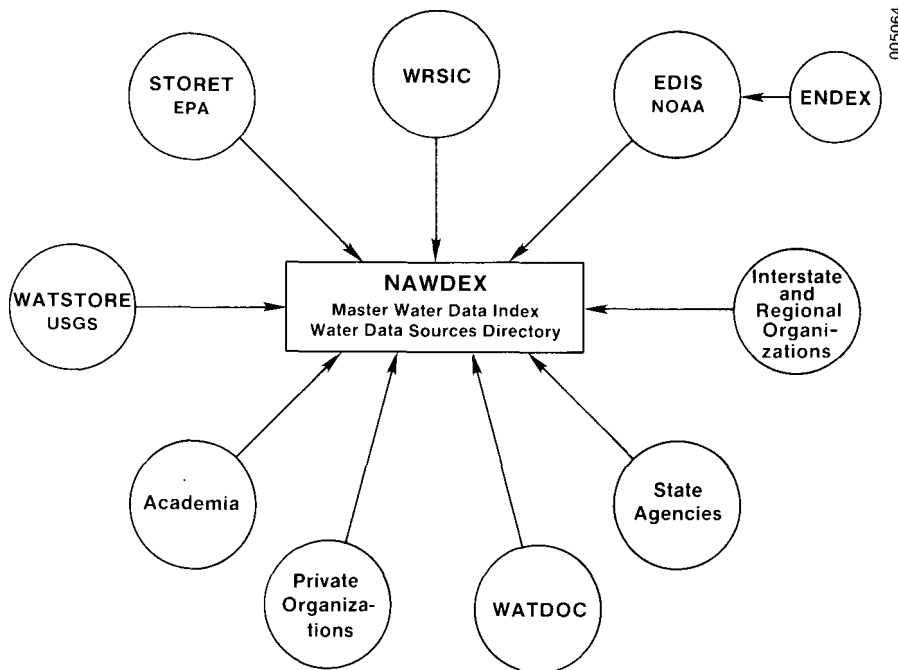 005064
STORET
EPA
WRSIC
EDIS
NOAA
ENDEX
NAWDEX
Master Water Data Index
Water Data Sources Directory
WATSTORE
USGS
Interstate
and
Regional
Organi-
zations
Academia
Private
Organiza-
tions
WATDOC
State
Agencies